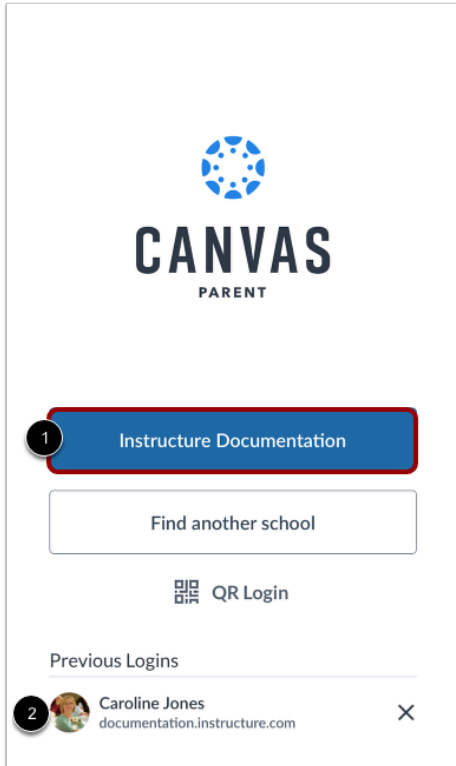 CANVAS
PARENT
1
Instructure Documentation
Find another school
QR Login
Previous Logins
2
Caroline Jones
documentation.instructure.com